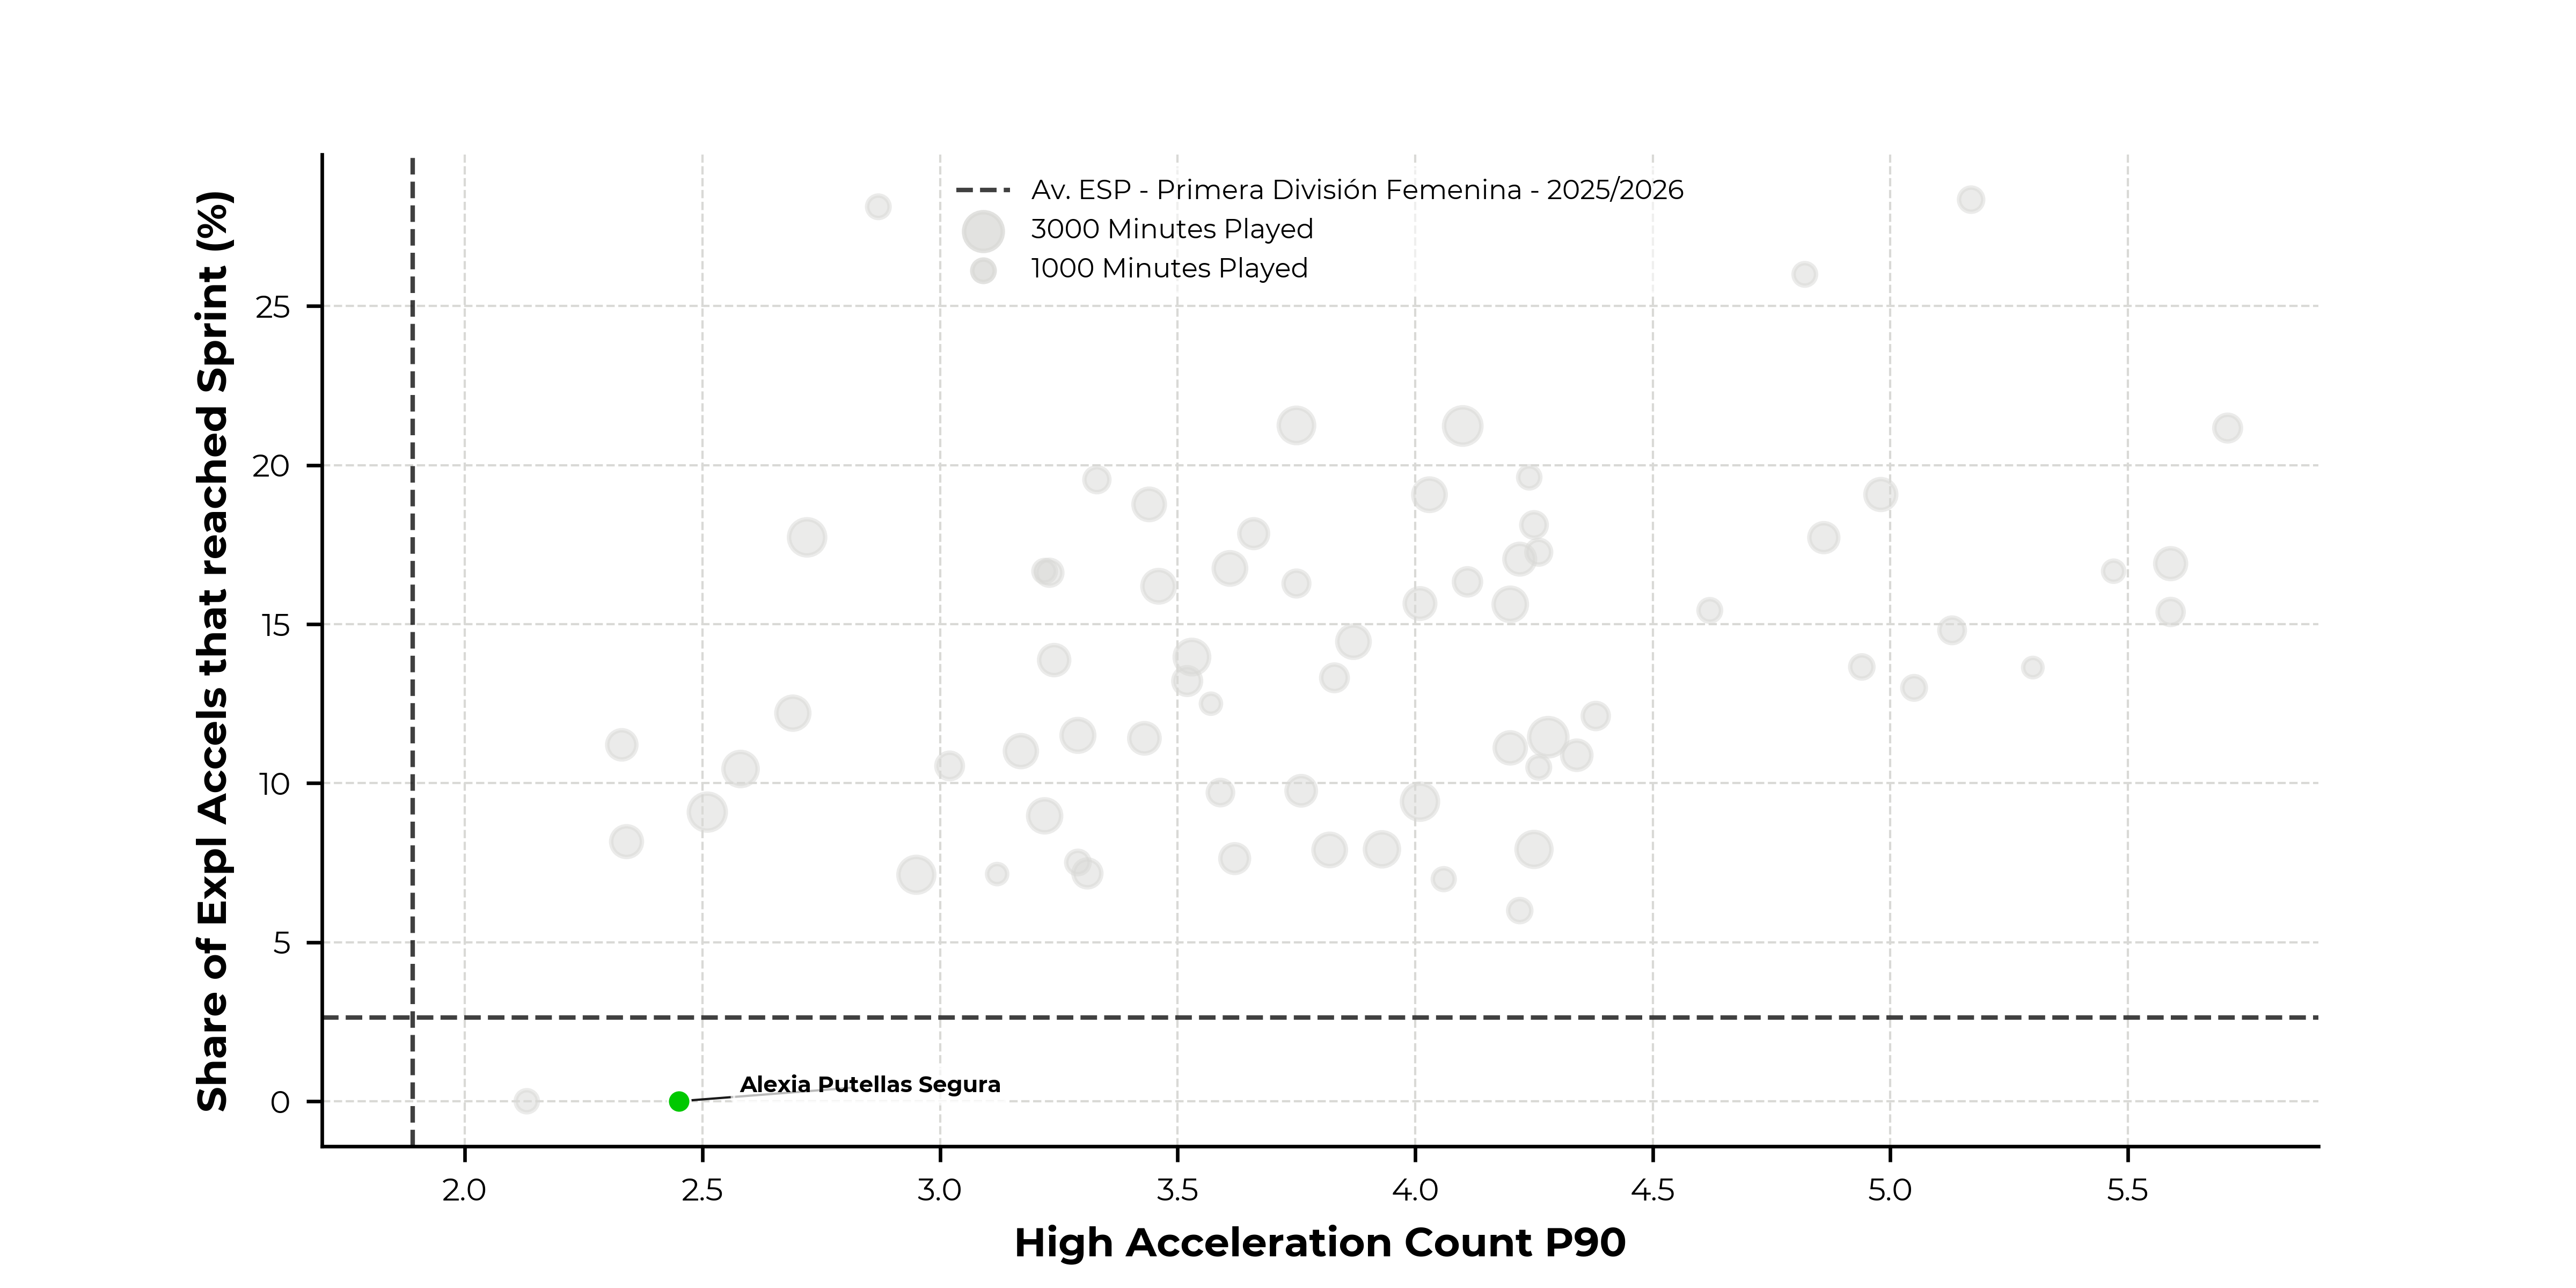 Av. ESP - Primera División Femenina - 2025/2026
3000 Minutes Played
1000 Minutes Played
Share of Expl Accels that reached Sprint (%)
25
20
15
10
5
0
Alexia Putellas Segura
2.0 2.5 3.0 3.5 4.0 4.5 5.0 5.5
High Acceleration Count P90